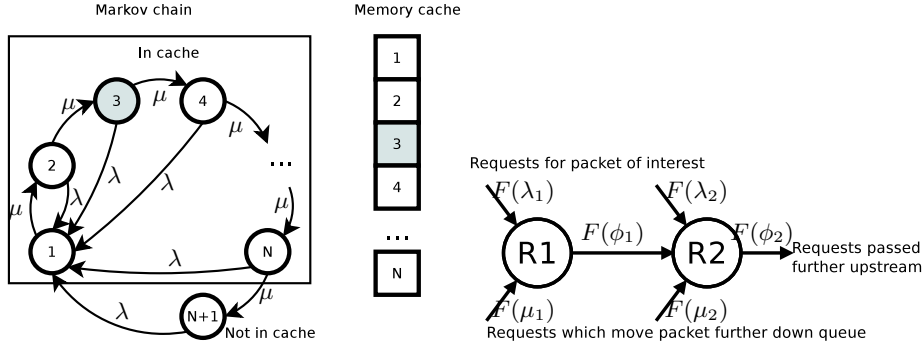 Markov chain
In cache
3
4
μ
μ
μ
2
...
λ
λ
λ
μ
μ
1
λ
N
μ
λ
N+1
Not in cache
Memory cache
1
2
3
4
...
N
Requests for packet of interest
F(λ₁)
F(λ₂)
R1
F(ϕ₁)
R2
F(ϕ₂)
Requests passed
further upstream
F(μ₁)
F(μ₂)
Requests which move packet further down queue